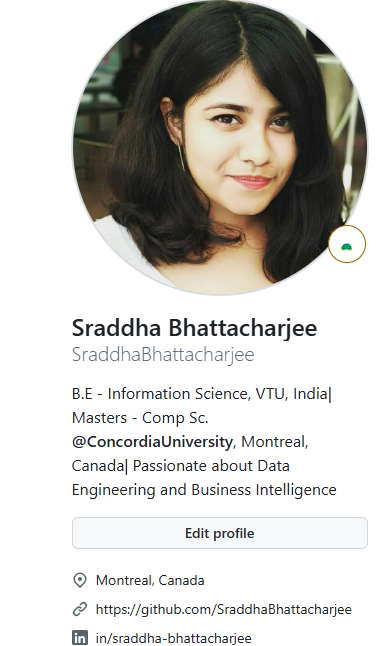 Sraddha Bhattacharjee
SraddhaBhattacharjee
B.E - Information Science, VTU, India|
Masters - Comp Sc.
@ConcordiaUniversity, Montreal,
Canada| Passionate about Data
Engineering and Business Intelligence
Edit profile
Montreal, Canada
https://github.com/SraddhaBhattacharjee
in/sraddha-bhattacharjee